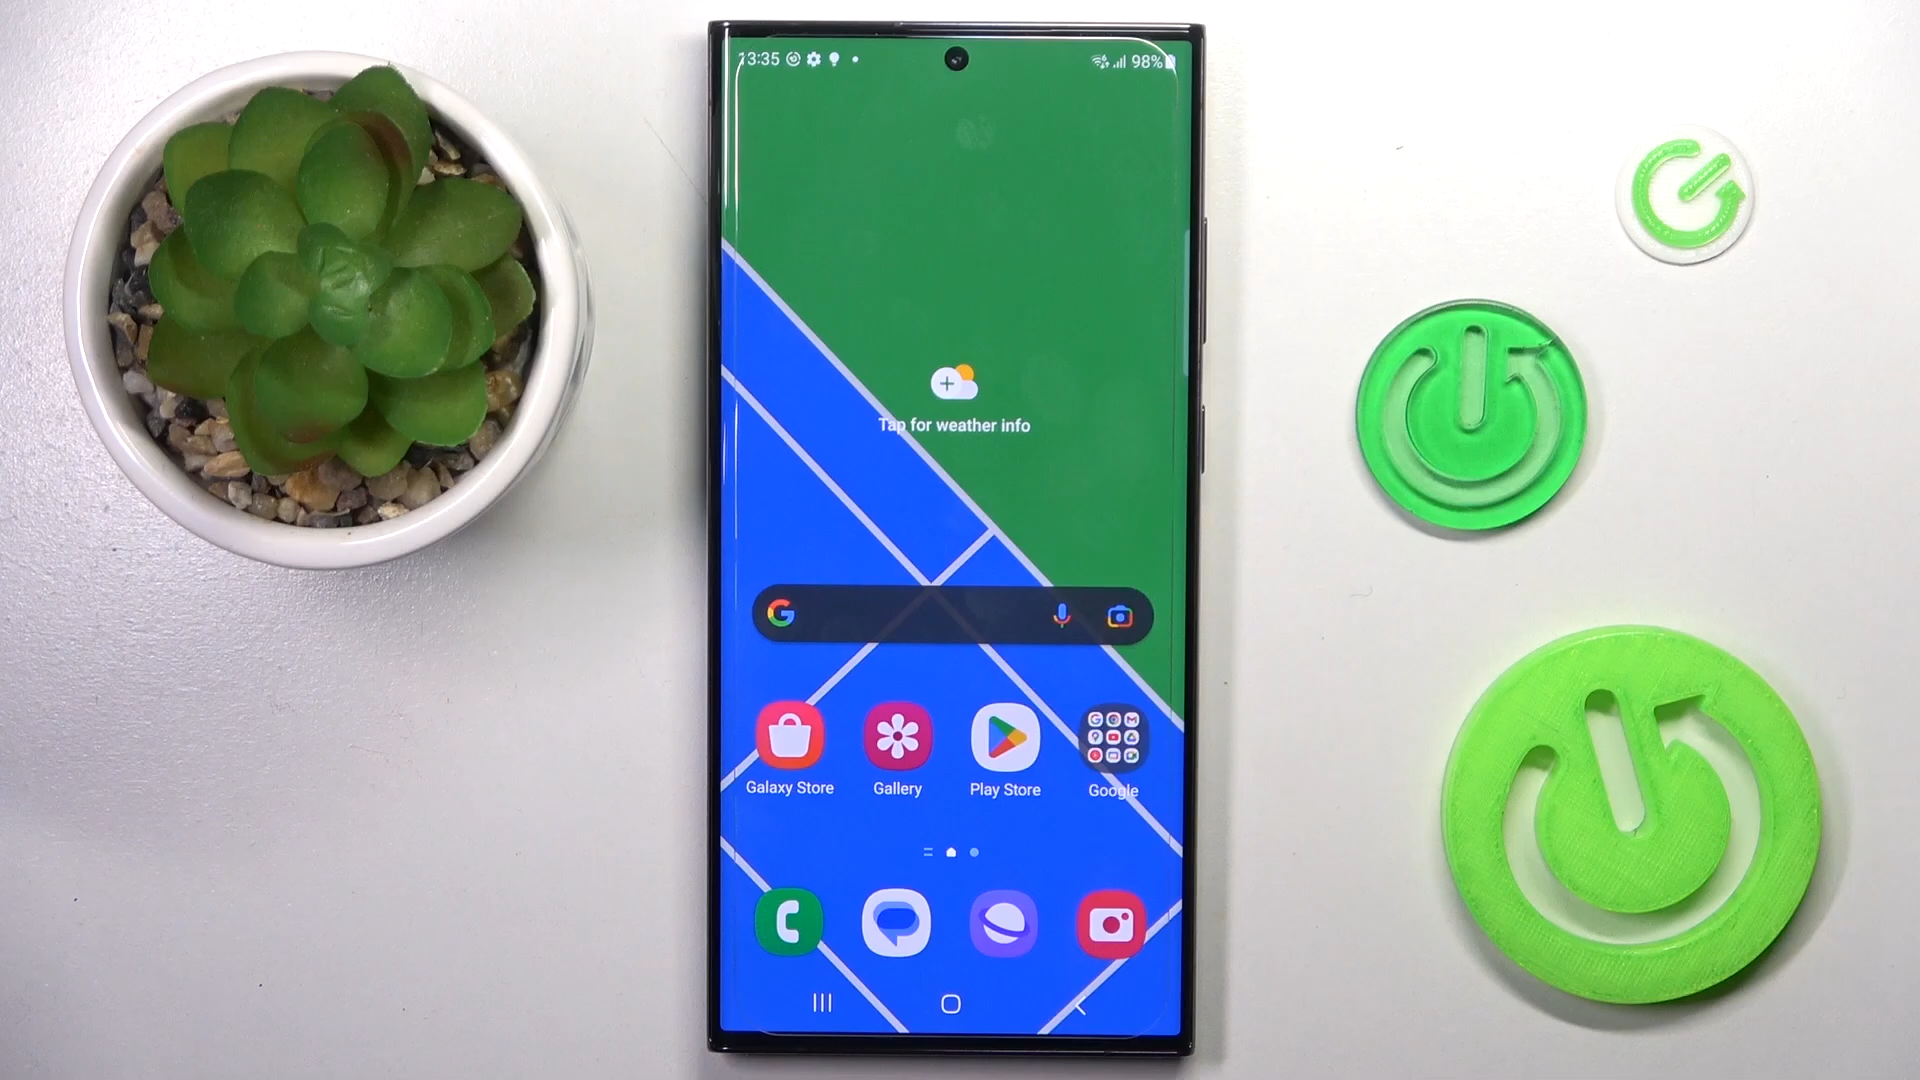 13:35
98%
Tap for weather info
Galaxy Store
Gallery
Play Store
Google